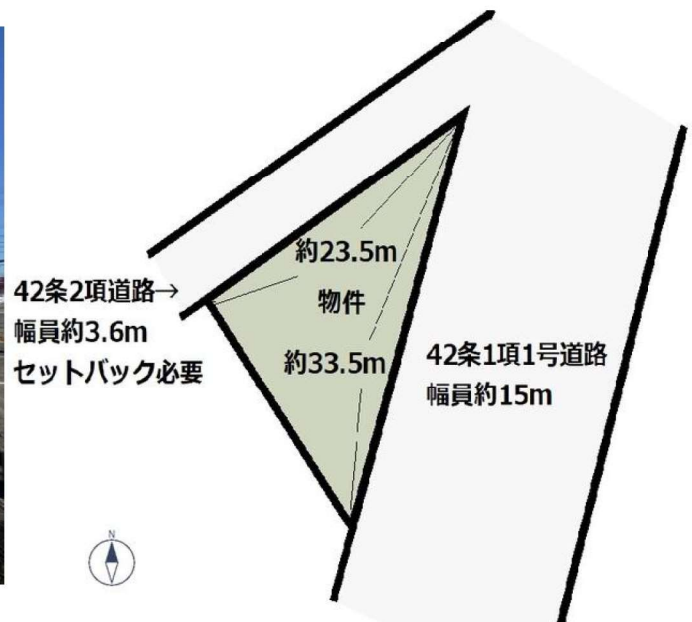 約23.5m
物件
42条2項道路→
幅員約3.6m
セットバック必要
約33.5m
42条1項1号道路
幅員約15m
N